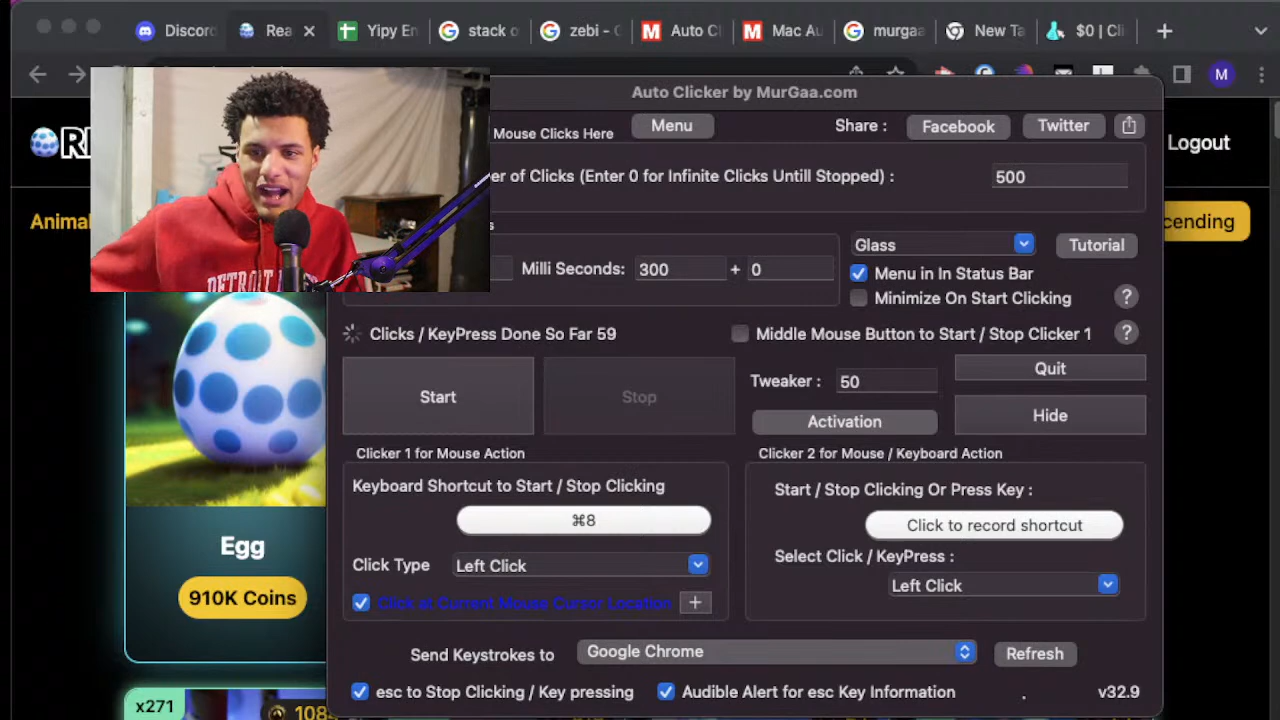 Discord
Rea
Yipy En
stack o
zebi - G
Auto Cl
Mac Au
murgaa
New Ta
$0 | Cli
M
Auto Clicker by MurGaa.com
Mouse Clicks Here
Menu
Share :
Facebook
Twitter
Logout
er of Clicks (Enter 0 for Infinite Clicks Untill Stopped) :
500
Animal
cending
s
Glass
Tutorial
Milli Seconds:
300
+
0
Menu in In Status Bar
Minimize On Start Clicking
?
Clicks / KeyPress Done So Far 59
Middle Mouse Button to Start / Stop Clicker 1
?
Start
Stop
Tweaker :
50
Quit
Activation
Hide
Clicker 1 for Mouse Action
Clicker 2 for Mouse / Keyboard Action
Keyboard Shortcut to Start / Stop Clicking
⌘8
Start / Stop Clicking Or Press Key :
Click to record shortcut
Click Type
Left Click
Select Click / KeyPress :
Left Click
Click at Current Mouse Cursor Location
+
Send Keystrokes to
Google Chrome
Refresh
esc to Stop Clicking / Key pressing
Audible Alert for esc Key Information
.
v32.9
DETROIT
Egg
910K Coins
x271